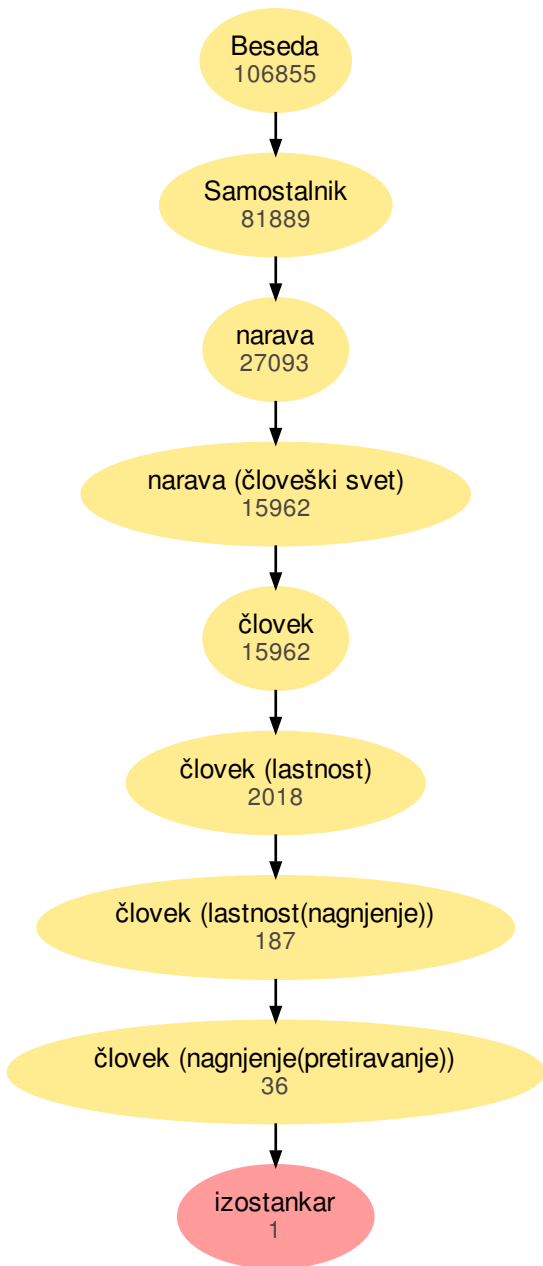 Beseda
106855
Samostalnik
81889
narava
27093
narava (človeški svet)
15962
človek
15962
človek (lastnost)
2018
človek (lastnost(nagnjenje))
187
človek (nagnjenje(pretiravanje))
36
izostankar
1